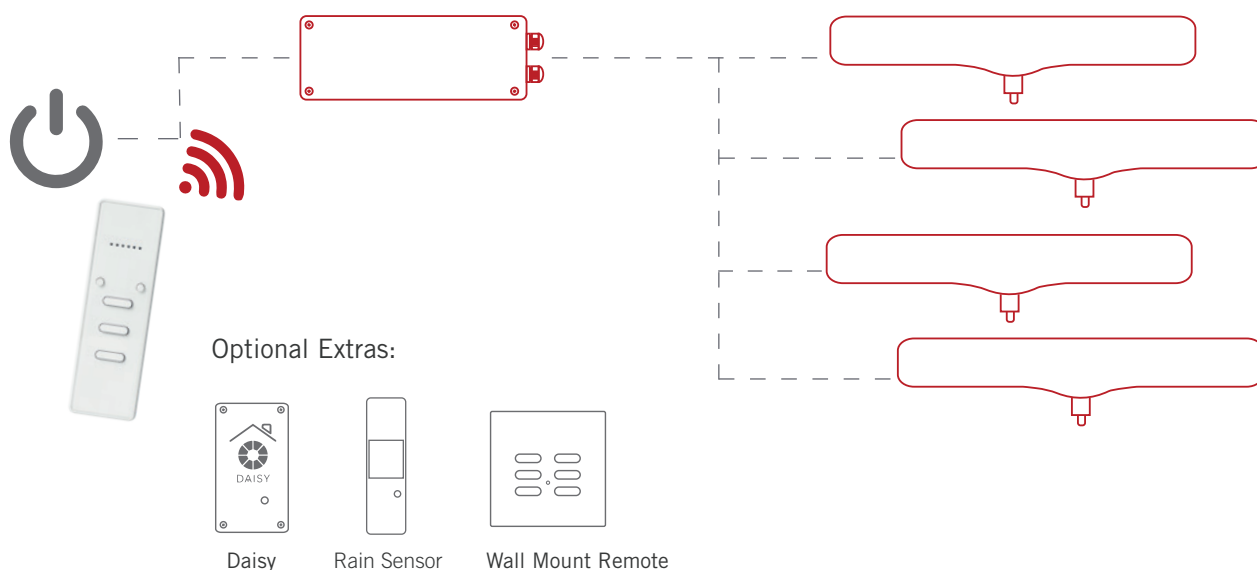 Optional Extras:
DAISY
Daisy
Rain Sensor
Wall Mount Remote